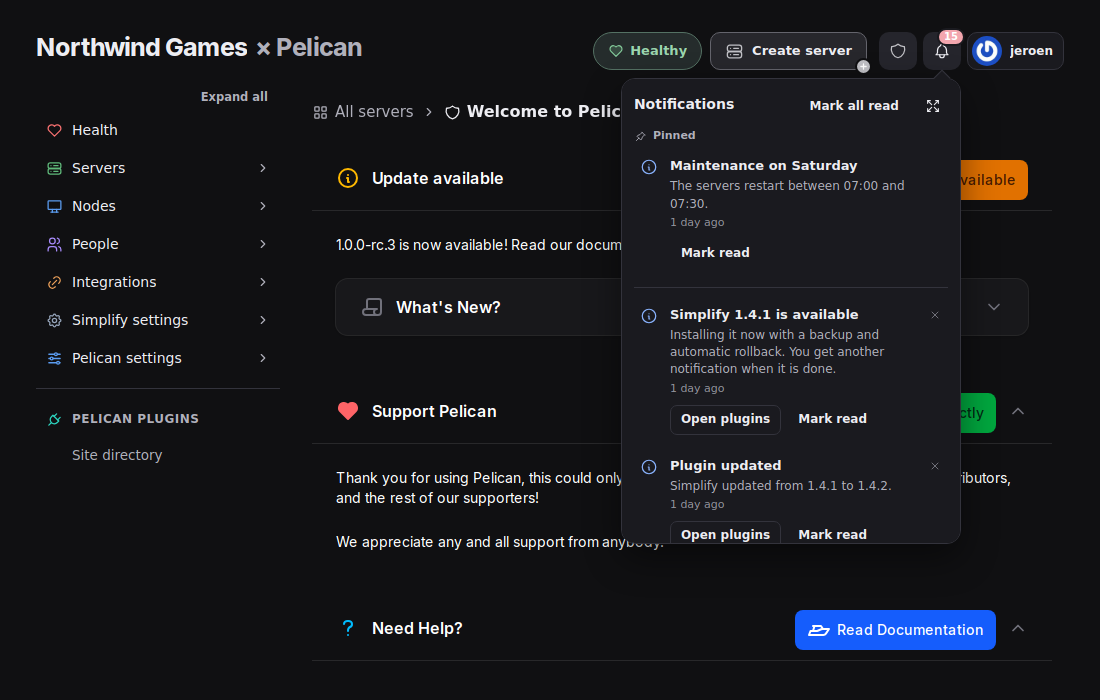 Northwind Games × Pelican
Healthy
Create server
15
jeroen
Expand all
Health
Servers
Nodes
People
Integrations
Simplify settings
Pelican settings
PELICAN PLUGINS
Site directory
All servers
Welcome to Pelic
Update available
vailable
1.0.0-rc.3 is now available! Read our docum
What's New?
Support Pelican
ctly
Thank you for using Pelican, this could only
ributors,
and the rest of our supporters!
We appreciate any and all support from anybody.
Need Help?
Read Documentation
Notifications
Mark all read
Pinned
Maintenance on Saturday
The servers restart between 07:00 and
07:30.
1 day ago
Mark read
Simplify 1.4.1 is available
Installing it now with a backup and
automatic rollback. You get another
notification when it is done.
1 day ago
Open plugins
Mark read
Plugin updated
Simplify updated from 1.4.1 to 1.4.2.
1 day ago
Open plugins
Mark read